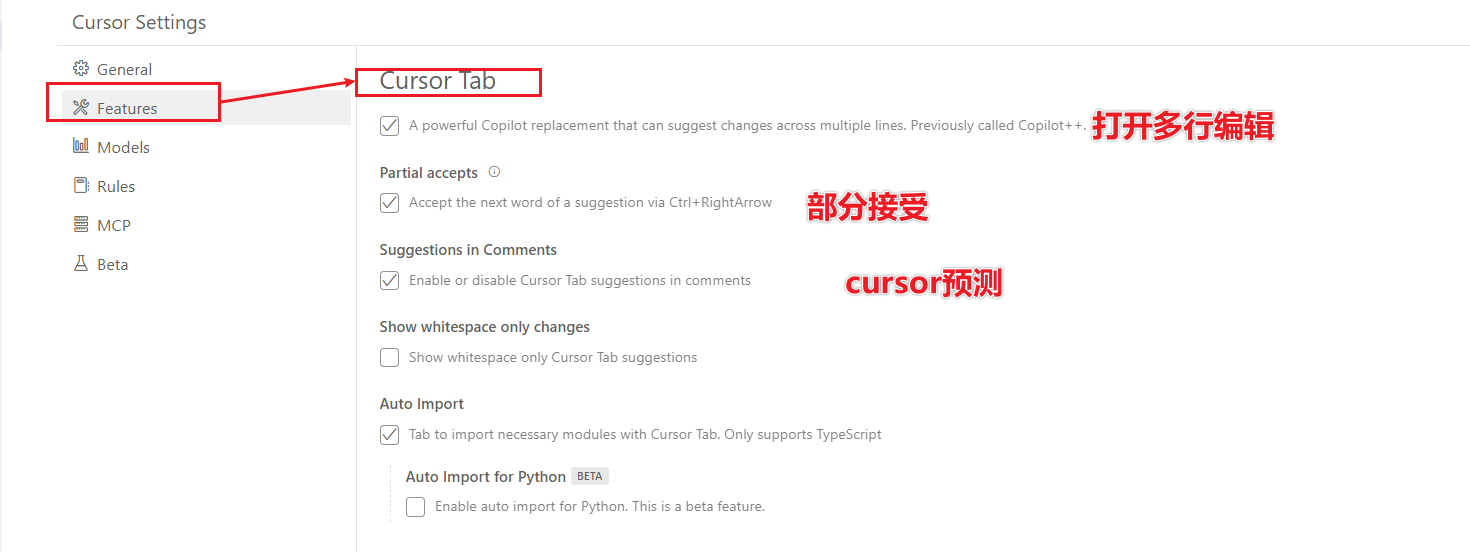 Cursor Settings
General
Features
Models
Rules
MCP
Beta
Cursor Tab
A powerful Copilot replacement that can suggest changes across multiple lines. Previously called Copilot++.
打开多行编辑
Partial accepts
Accept the next word of a suggestion via Ctrl+RightArrow
部分接受
Suggestions in Comments
Enable or disable Cursor Tab suggestions in comments
cursor预测
Show whitespace only changes
Show whitespace only Cursor Tab suggestions
Auto Import
Tab to import necessary modules with Cursor Tab. Only supports TypeScript
Auto Import for Python BETA
Enable auto import for Python. This is a beta feature.